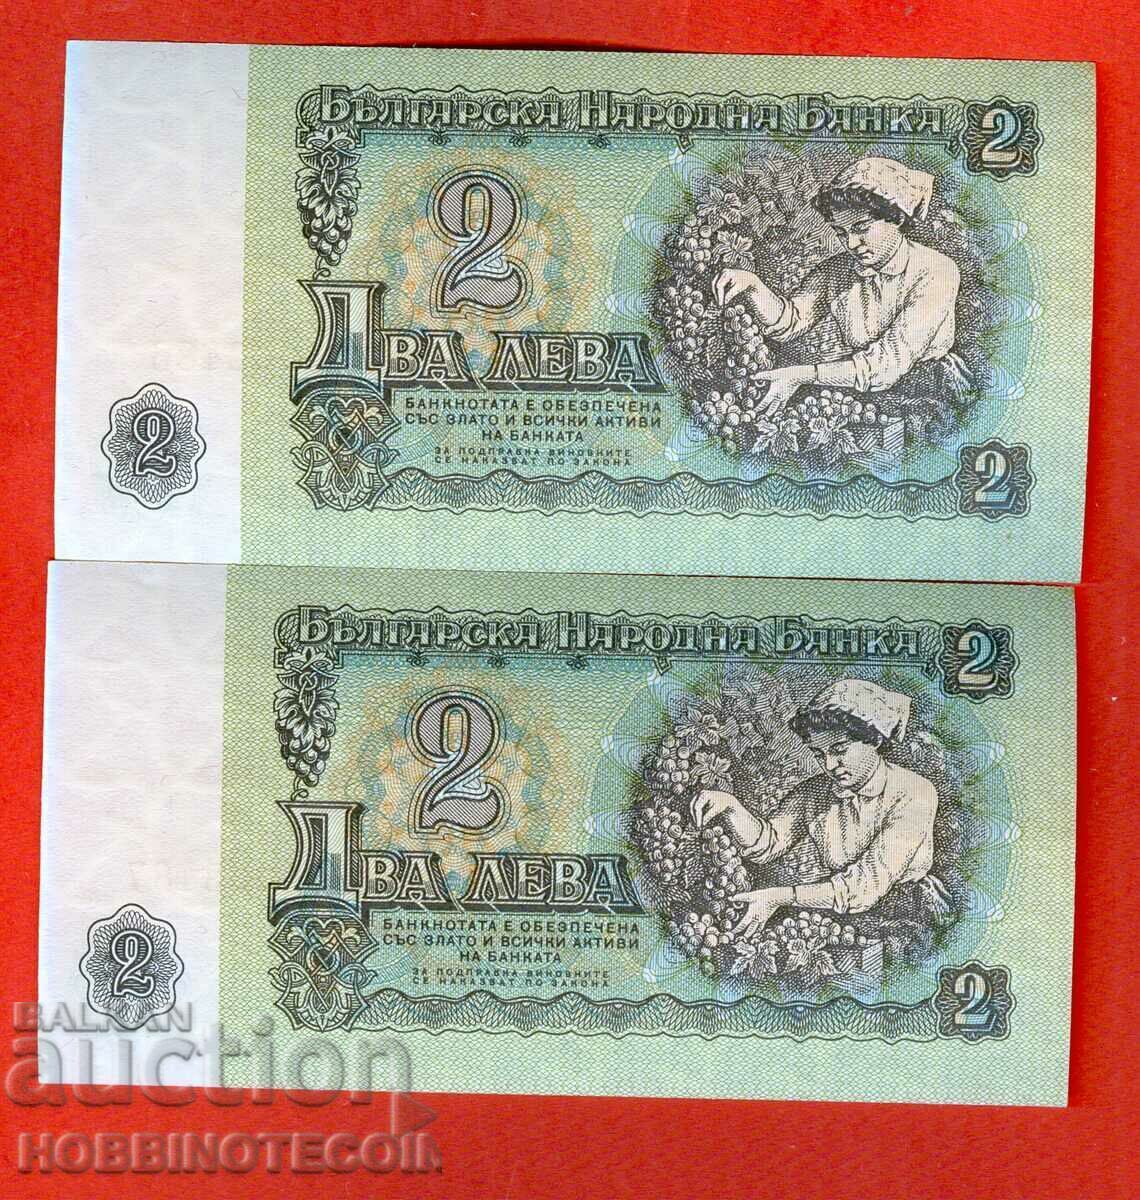 Българска Народна Банка
2
2
Два лева
БАНКНОТАТА Е ОБЕЗПЕЧЕНА
СЪС ЗЛАТО И ВСИЧКИ АКТИВИ
НА БАНКАТА
ЗА ПОДПРАВКА ВИНОВНИТЕ
СЕ НАКАЗВАТ ПО ЗАКОНА
2
2
Българска Народна Банка
2
2
Два лева
БАНКНОТАТА Е ОБЕЗПЕЧЕНА
СЪС ЗЛАТО И ВСИЧКИ АКТИВИ
НА БАНКАТА
ЗА ПОДПРАВКА ВИНОВНИТЕ
СЕ НАКАЗВАТ ПО ЗАКОНА
2
2
BALKAN
auction
HOBBINOTECOIN